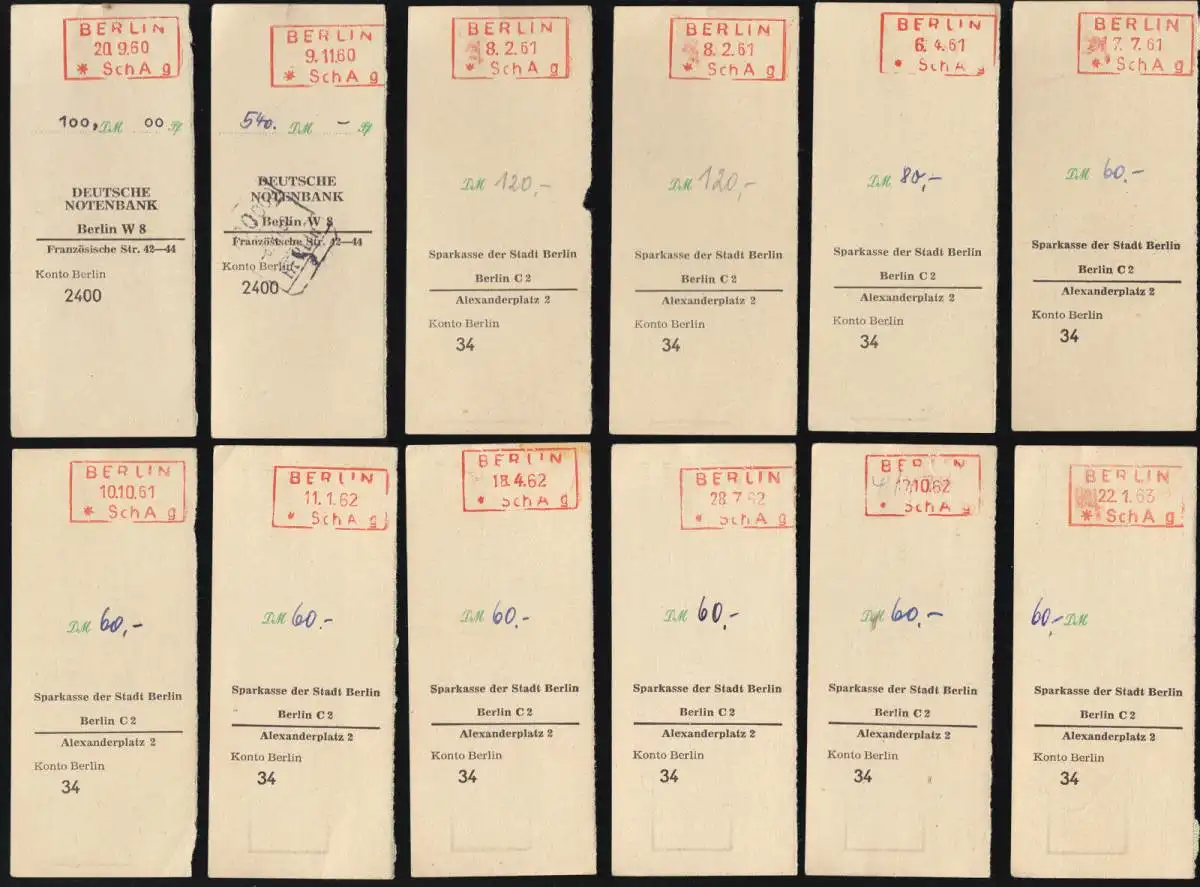 BERLIN
20.9.60
* SchA g
100, DM 00 Pf
DEUTSCHE
NOTENBANK
Berlin W 8
Französische Str. 42—44
Konto Berlin
2400
BERLIN
9.11.60
* SchA g
540. DM — Pf
DEUTSCHE
NOTENBANK
Berlin W 8
Französische Str. 42—44
Konto Berlin
2400
BERLIN
8.2.61
* SchA g
DM 120,-
Sparkasse der Stadt Berlin
Berlin C 2
Alexanderplatz 2
Konto Berlin
34
BERLIN
8.2.61
* SchA g
DM 120,-
Sparkasse der Stadt Berlin
Berlin C 2
Alexanderplatz 2
Konto Berlin
34
BERLIN
6.4.61
* SchA g
DM 80,-
Sparkasse der Stadt Berlin
Berlin C 2
Alexanderplatz 2
Konto Berlin
34
BERLIN
7.7.61
* SchA g
DM 60.-
Sparkasse der Stadt Berlin
Berlin C 2
Alexanderplatz 2
Konto Berlin
34
BERLIN
10.10.61
* SchA g
DM 60,-
Sparkasse der Stadt Berlin
Berlin C 2
Alexanderplatz 2
Konto Berlin
34
BERLIN
11.1.62
* SchA g
DM 60.-
Sparkasse der Stadt Berlin
Berlin C 2
Alexanderplatz 2
Konto Berlin
34
BERLIN
18.4.62
* SchA g
DM 60.-
Sparkasse der Stadt Berlin
Berlin C 2
Alexanderplatz 2
Konto Berlin
34
BERLIN
28.7.62
* SchA g
DM 60,-
Sparkasse der Stadt Berlin
Berlin C 2
Alexanderplatz 2
Konto Berlin
34
BERLIN
* SchA g
DM 60,-
Sparkasse der Stadt Berlin
Berlin C 2
Alexanderplatz 2
Konto Berlin
34
BERLIN
22.1.63
* SchA g
60,- DM
Sparkasse der Stadt Berlin
Berlin C 2
Alexanderplatz 2
Konto Berlin
34